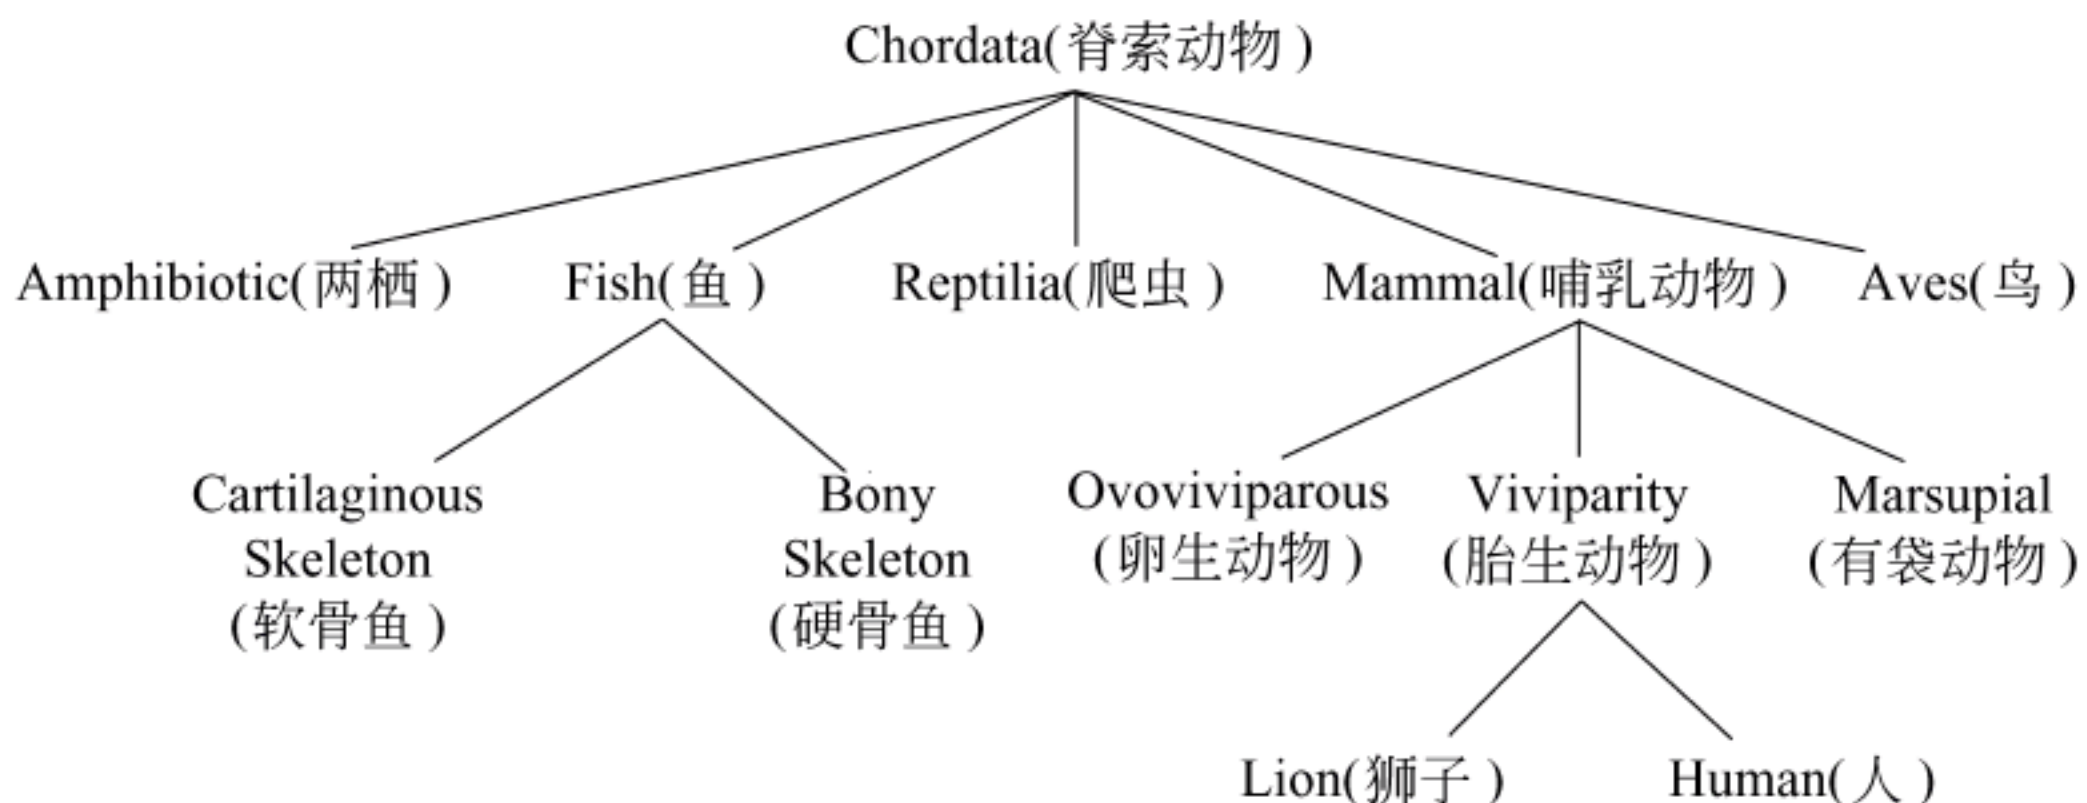 Chordata(脊索动物)
Amphibiotic(两栖) Fish(鱼) Reptilia(爬虫) Mammal(哺乳动物) Aves(鸟)
Cartilaginous Bony Ovoviviparous Viviparity Marsupial
Skeleton Skeleton (卵生动物) (胎生动物) (有袋动物)
(软骨鱼) (硬骨鱼)
Lion(狮子) Human(人)